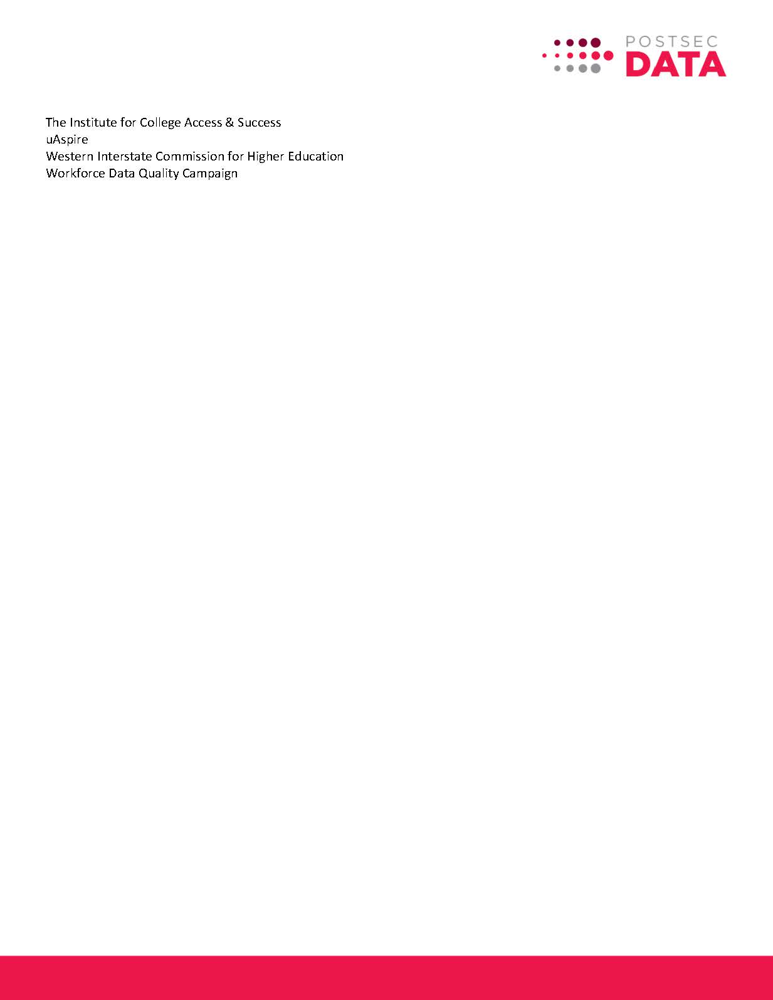 POSTSEC
DATA
The Institute for College Access & Success
uAspire
Western Interstate Commission for Higher Education
Workforce Data Quality Campaign